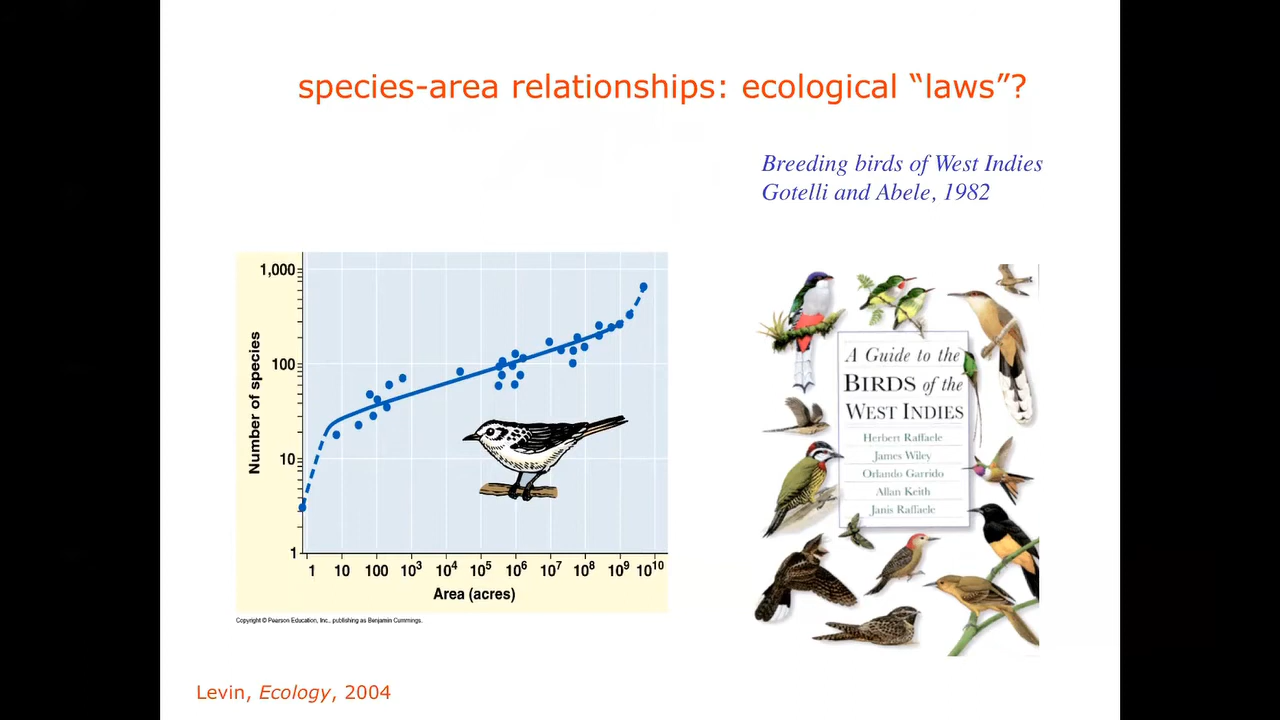 species-area relationships: ecological “laws”?
Breeding birds of West Indies
Gotelli and Abele, 1982
1,000
100
10
1
Number of species
1 10 100 10³ 10⁴ 10⁵ 10⁶ 10⁷ 10⁸ 10⁹ 10¹⁰
Area (acres)
Copyright © Pearson Education, Inc., publishing as Benjamin Cummings.
A Guide to the
BIRDS of the
WEST INDIES
Herbert Raffaele
James Wiley
Orlando Garrido
Allan Keith
Janis Raffaele
Levin, Ecology, 2004